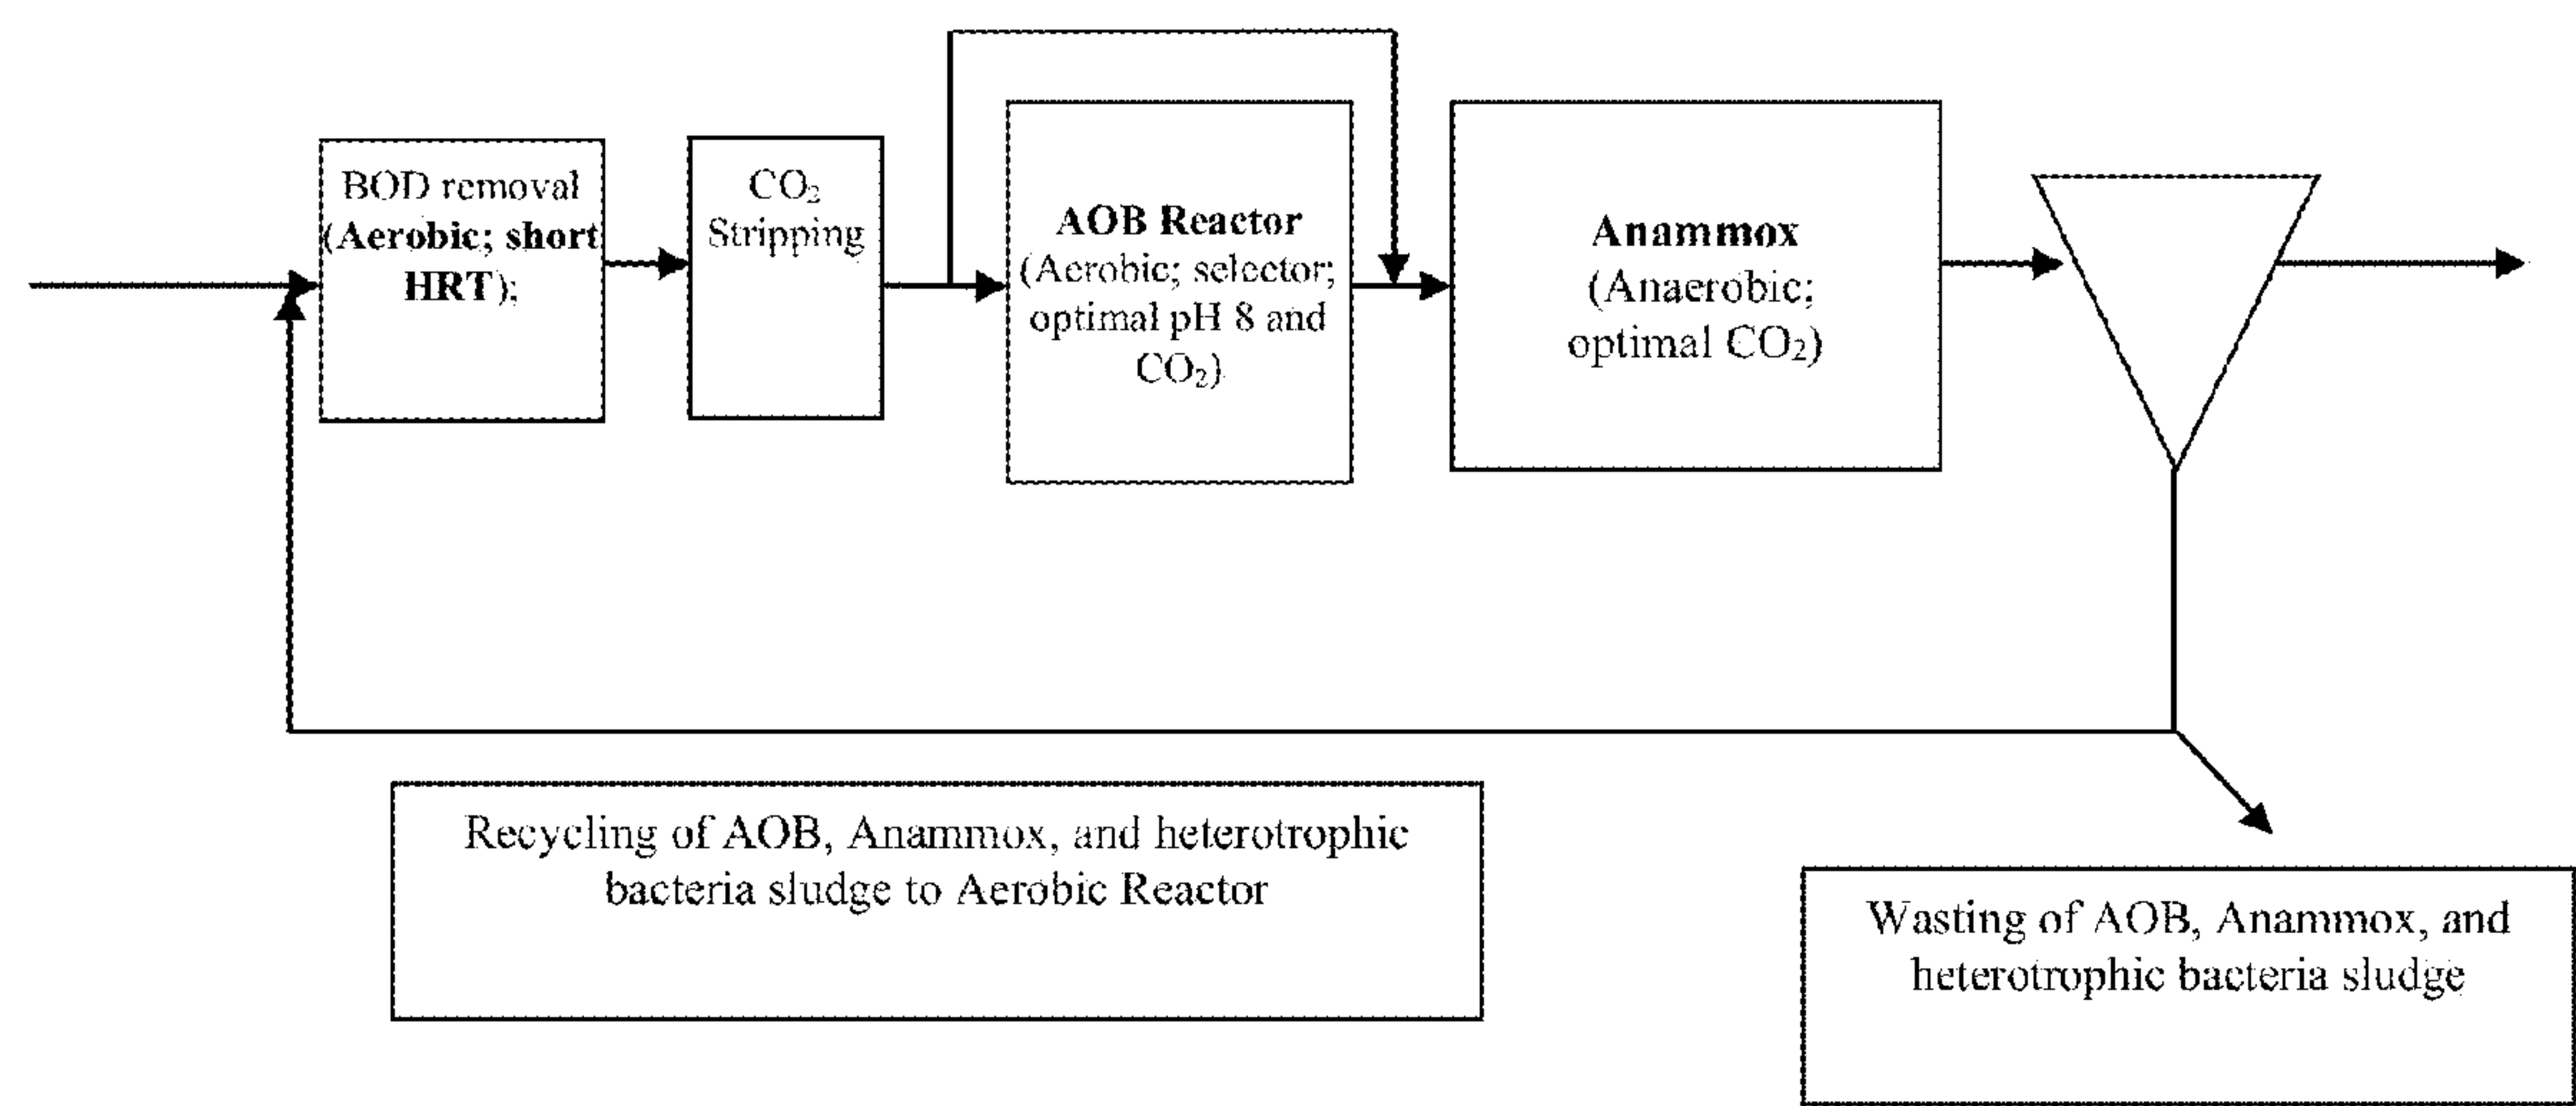 BOD removal
(Aerobic; short
HRT);
CO₂
Stripping
AOB Reactor
(Aerobic; selector;
optimal pH 8 and
CO₂)
Anammox
(Anaerobic;
optimal CO₂)
Recycling of AOB, Anammox, and heterotrophic
bacteria sludge to Aerobic Reactor
Wasting of AOB, Anammox, and
heterotrophic bacteria sludge